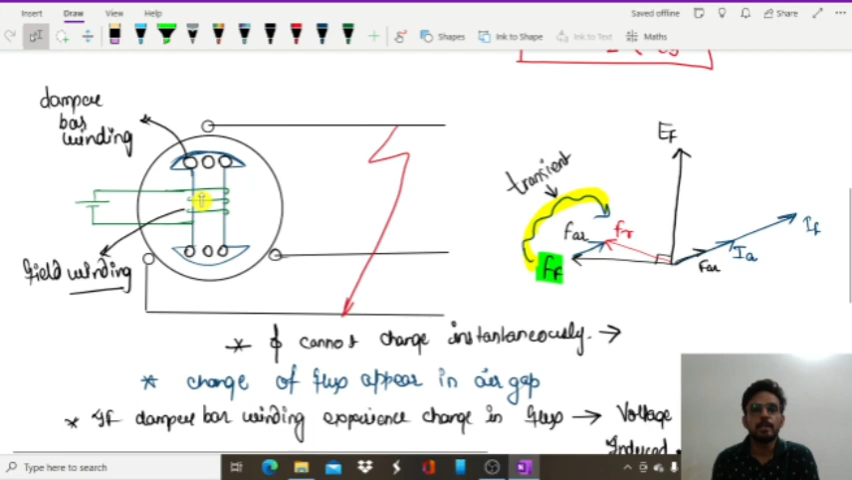 Insert Draw History Review View Help
Saved offline
Share
Shapes Ink to Shape Ink to Text Maths
damper
bar
winding
field winding
transient
Ef
Far
fr
Ff
If
Ia
Far
* ϕ cannot change instantaneously. →
* change of flux appear in air gap
* If damper bar winding experience change in flux → Voltage
Induced.
Type here to search